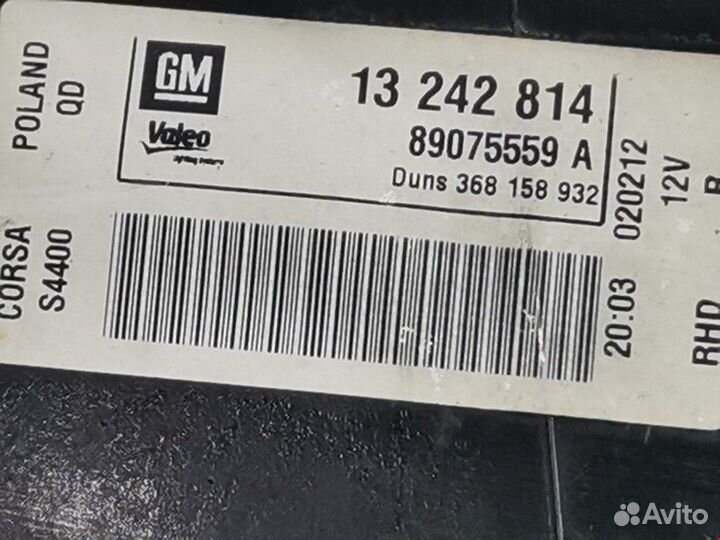 POLAND
QD
GM
Valeo
13 242 814
89075559 A
Duns 368 158 932
020212
12V
R
CORSA
S4400
20:03
RHD
Avito